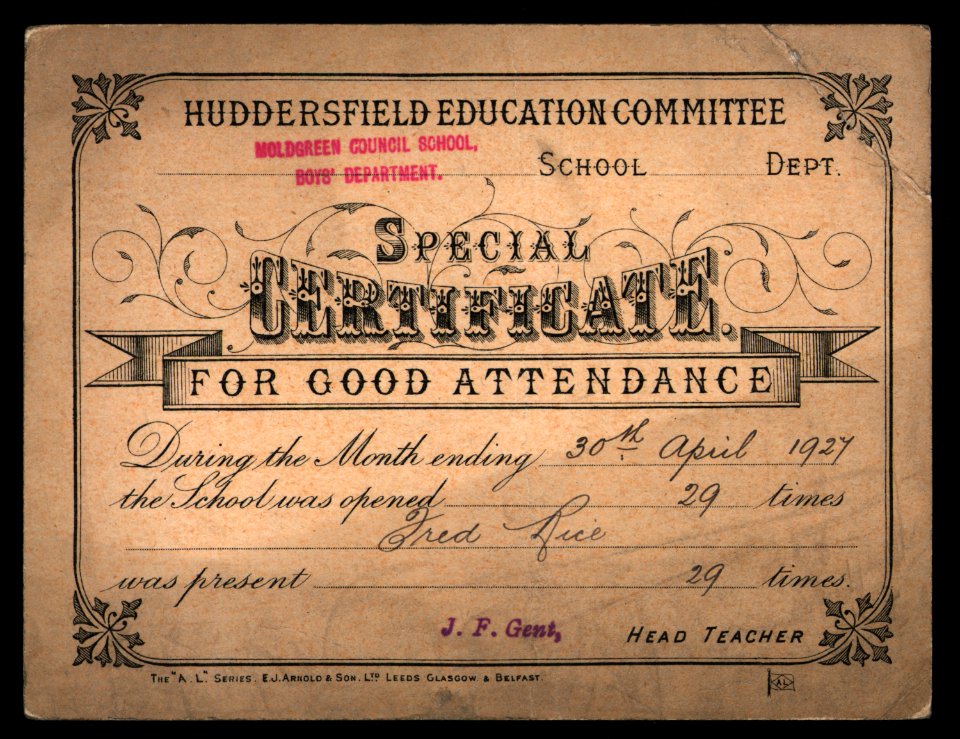 HUDDERSFIELD EDUCATION COMMITTEE
MOLDGREEN COUNCIL SCHOOL,
BOYS' DEPARTMENT.
SCHOOL DEPT.
SPECIAL
CERTIFICATE.
FOR GOOD ATTENDANCE
During the Month ending 30th April 1927
the School was opened 29 times
Fred Rice
was present 29 times.
J. F. Gent, HEAD TEACHER
THE "A.L." SERIES. E.J. ARNOLD & SON. LTD LEEDS GLASGOW & BELFAST
AL